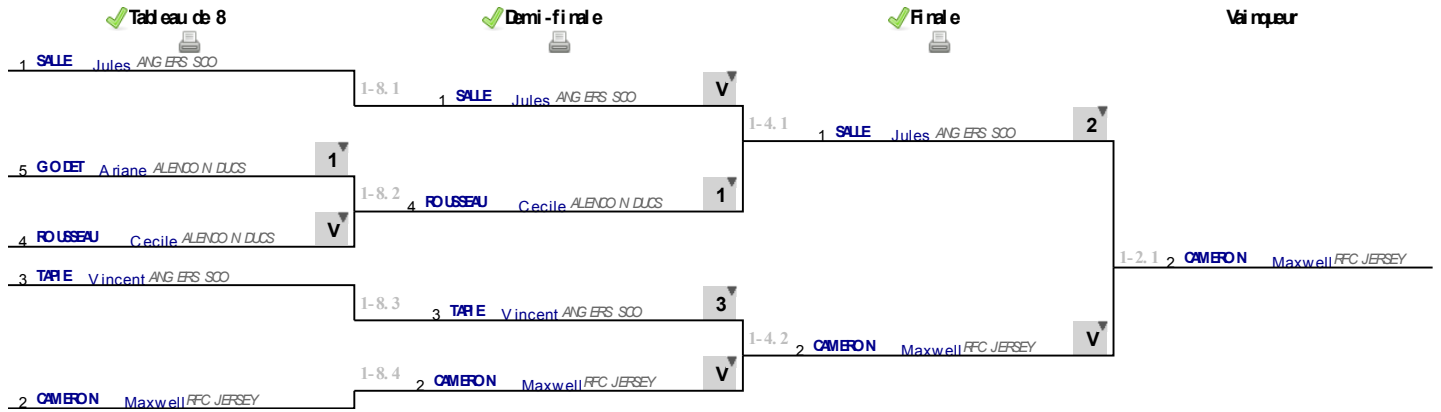 Tableau de 8 Demi-finale Finale Vainqueur
1 SALLE Jules ANGERS SCO
1-8.1 1 SALLE Jules ANGERS SCO V
1-4.1 1 SALLE Jules ANGERS SCO 2
5 GODET Ariane ALENCON DUCS 1
1-8.2 4 ROUSSEAU Cecile ALENCON DUCS 1
4 ROUSSEAU Cecile ALENCON DUCS V
1-2.1 2 CAMERON Maxwell RFC JERSEY
3 TAPIE Vincent ANGERS SCO
1-8.3 3 TAPIE Vincent ANGERS SCO 3
1-4.2 2 CAMERON Maxwell RFC JERSEY V
1-8.4 2 CAMERON Maxwell RFC JERSEY V
2 CAMERON Maxwell RFC JERSEY